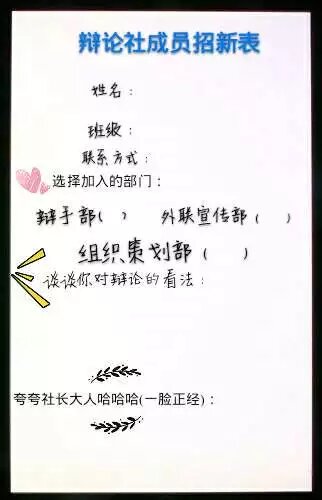 辩论社成员招新表
姓名：
班级：
联系方式：
选择加入的部门：
辩手部（ ） 外联宣传部（ ）
组织策划部（ ）
谈谈你对辩论的看法：
夸夸社长大人哈哈哈(一脸正经)：